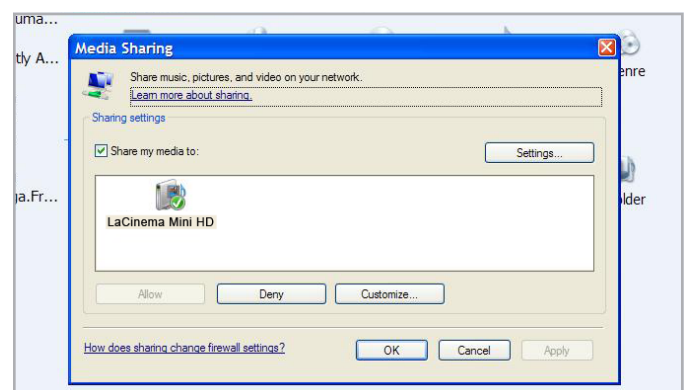 uma...
Media Sharing
tly A...
enre
Share music, pictures, and video on your network.
Learn more about sharing.
Sharing settings
Share my media to:
Settings...
ga.Fr...
lder
LaCinema Mini HD
Allow
Deny
Customize...
How does sharing change firewall settings?
OK
Cancel
Apply